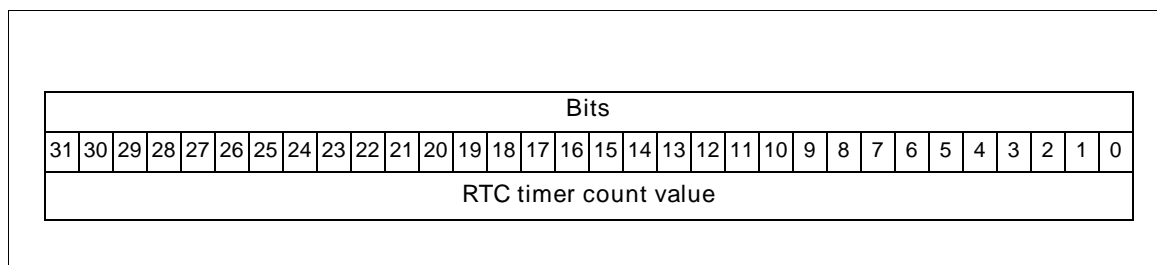 Bits
31 30 29 28 27 26 25 24 23 22 21 20 19 18 17 16 15 14 13 12 11 10 9 8 7 6 5 4 3 2 1 0
RTC timer count value